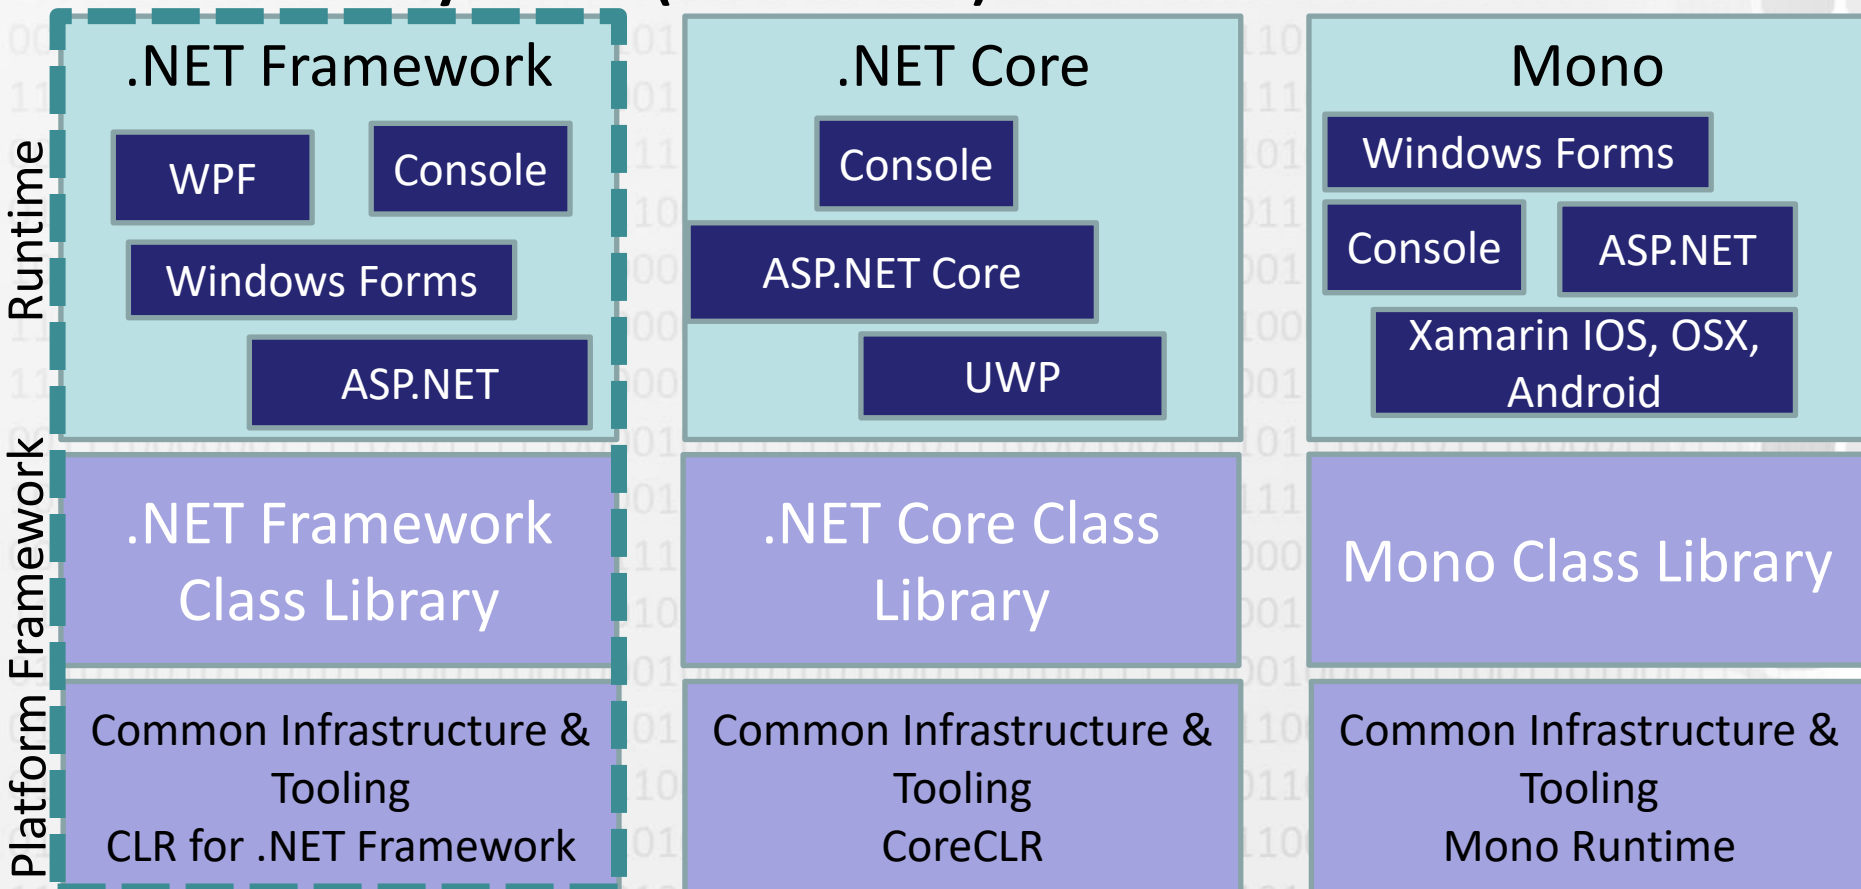 Runtime
Platform Framework
.NET Framework
WPF
Console
Windows Forms
ASP.NET
.NET Framework
Class Library
Common Infrastructure &
Tooling
CLR for .NET Framework
.NET Core
Console
ASP.NET Core
UWP
.NET Core Class
Library
Common Infrastructure &
Tooling
CoreCLR
Mono
Windows Forms
Console
ASP.NET
Xamarin IOS, OSX,
Android
Mono Class Library
Common Infrastructure &
Tooling
Mono Runtime